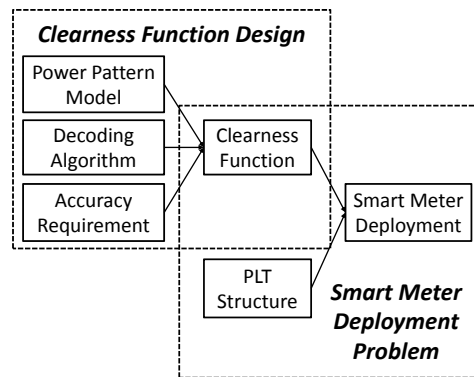 Clearness Function Design
Power Pattern
Model
Decoding
Algorithm
Accuracy
Requirement
Clearness
Function
Smart Meter
Deployment
PLT
Structure
Smart Meter
Deployment
Problem